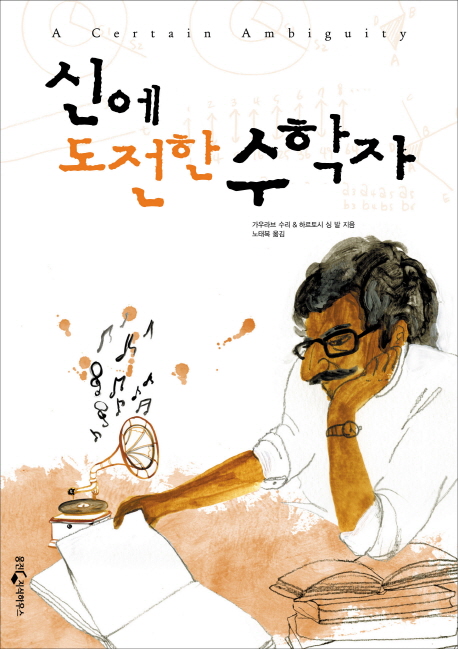 A Certain Ambiguity
신에
도전한 수학자
가우라브 수리 & 하르토시 싱 발 지음
노태복 옮김
웅진 지식하우스